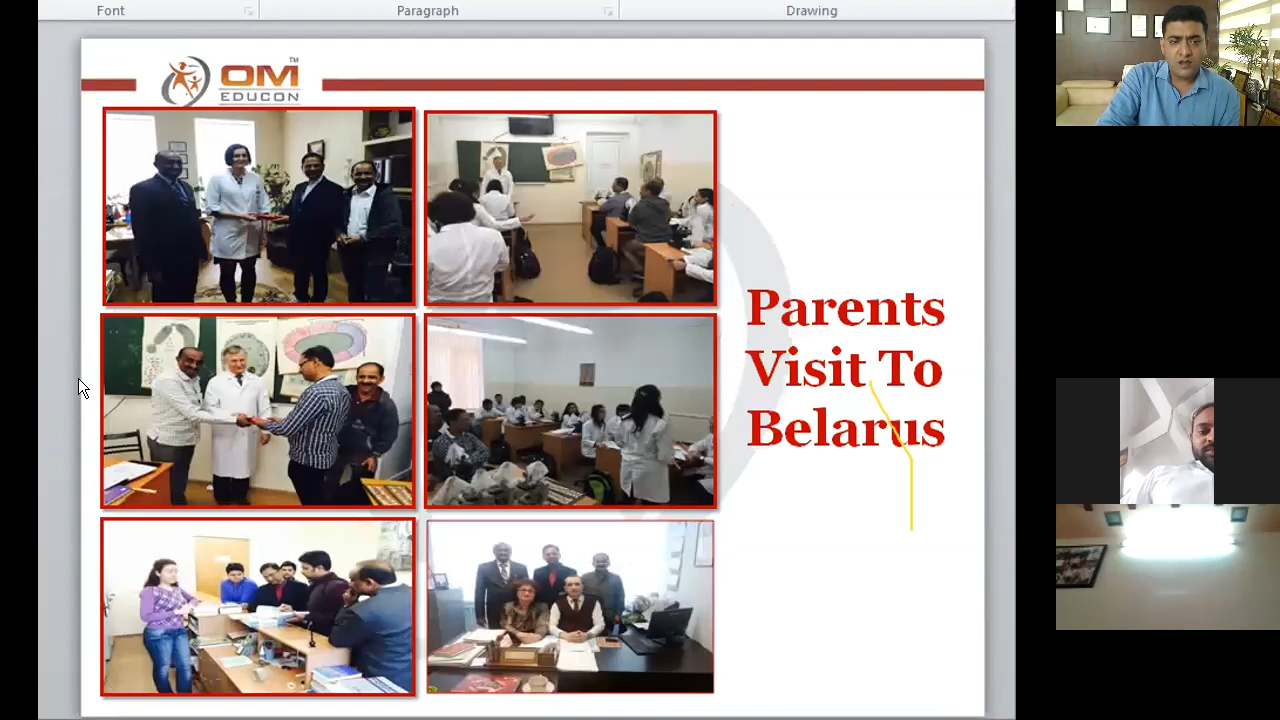 Font
Paragraph
Drawing
OM
TM
EDUCON
Parents
Visit To
Belarus